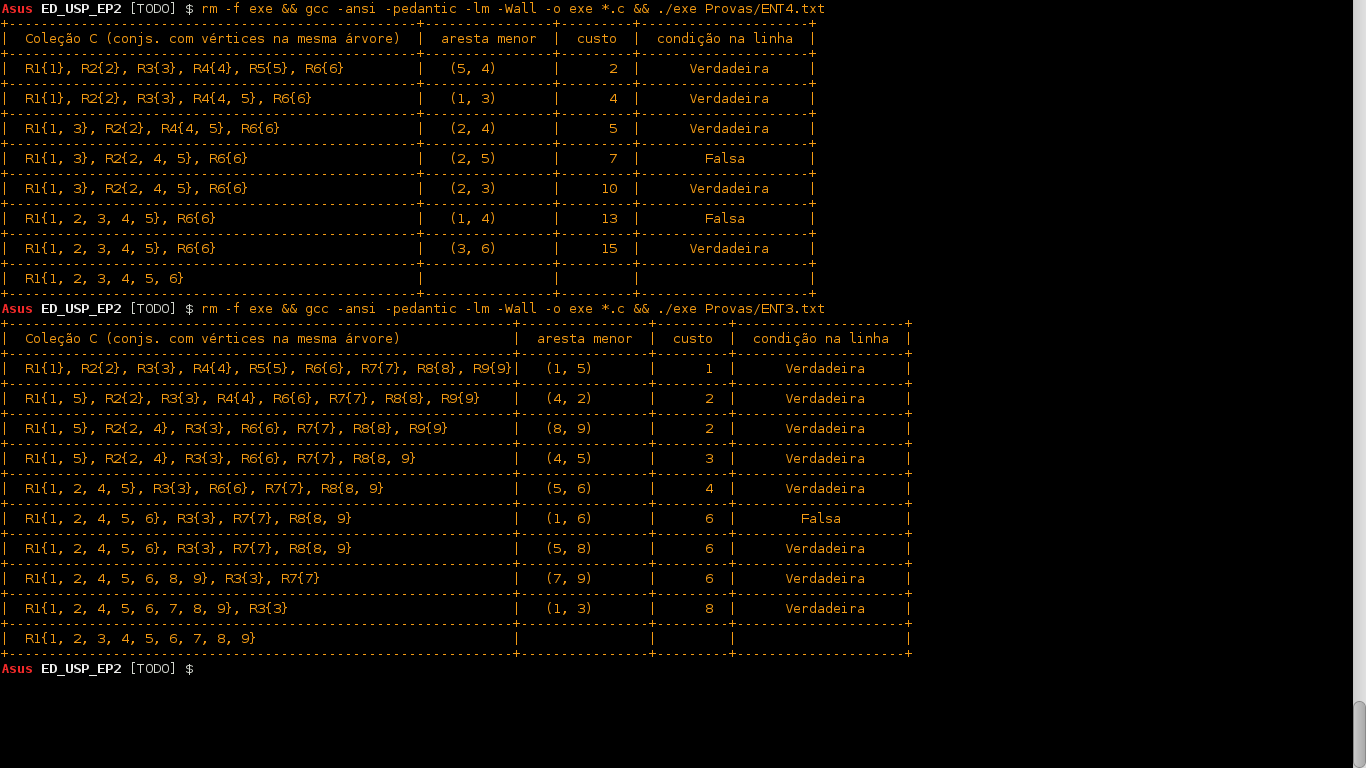 Asus ED_USP_EP2 [TODO] $ rm -f exe && gcc -ansi -pedantic -lm -Wall -o exe *.c && ./exe Provas/ENT4.txt
+---------------------------------------------------+----------------+---------+---------------------+
|  Coleção C (conjs. com vértices na mesma árvore)  |  aresta menor  |  custo  |  condição na linha  |
+---------------------------------------------------+----------------+---------+---------------------+
|  R1{1}, R2{2}, R3{3}, R4{4}, R5{5}, R6{6}         |   (5, 4)       |      2  |      Verdadeira     |
+---------------------------------------------------+----------------+---------+---------------------+
|  R1{1}, R2{2}, R3{3}, R4{4, 5}, R6{6}             |   (1, 3)       |      4  |      Verdadeira     |
+---------------------------------------------------+----------------+---------+---------------------+
|  R1{1, 3}, R2{2}, R4{4, 5}, R6{6}                 |   (2, 4)       |      5  |      Verdadeira     |
+---------------------------------------------------+----------------+---------+---------------------+
|  R1{1, 3}, R2{2, 4, 5}, R6{6}                     |   (2, 5)       |      7  |        Falsa        |
+---------------------------------------------------+----------------+---------+---------------------+
|  R1{1, 3}, R2{2, 4, 5}, R6{6}                     |   (2, 3)       |     10  |      Verdadeira     |
+---------------------------------------------------+----------------+---------+---------------------+
|  R1{1, 2, 3, 4, 5}, R6{6}                         |   (1, 4)       |     13  |        Falsa        |
+---------------------------------------------------+----------------+---------+---------------------+
|  R1{1, 2, 3, 4, 5}, R6{6}                         |   (3, 6)       |     15  |      Verdadeira     |
+---------------------------------------------------+----------------+---------+---------------------+
|  R1{1, 2, 3, 4, 5, 6}                             |                |         |                     |
+---------------------------------------------------+----------------+---------+---------------------+
Asus ED_USP_EP2 [TODO] $ rm -f exe && gcc -ansi -pedantic -lm -Wall -o exe *.c && ./exe Provas/ENT3.txt
+---------------------------------------------------------------+----------------+---------+---------------------+
|  Coleção C (conjs. com vértices na mesma árvore)              |  aresta menor  |  custo  |  condição na linha  |
+---------------------------------------------------------------+----------------+---------+---------------------+
|  R1{1}, R2{2}, R3{3}, R4{4}, R5{5}, R6{6}, R7{7}, R8{8}, R9{9}|   (1, 5)       |      1  |      Verdadeira     |
+---------------------------------------------------------------+----------------+---------+---------------------+
|  R1{1, 5}, R2{2}, R3{3}, R4{4}, R6{6}, R7{7}, R8{8}, R9{9}    |   (4, 2)       |      2  |      Verdadeira     |
+---------------------------------------------------------------+----------------+---------+---------------------+
|  R1{1, 5}, R2{2, 4}, R3{3}, R6{6}, R7{7}, R8{8}, R9{9}        |   (8, 9)       |      2  |      Verdadeira     |
+---------------------------------------------------------------+----------------+---------+---------------------+
|  R1{1, 5}, R2{2, 4}, R3{3}, R6{6}, R7{7}, R8{8, 9}            |   (4, 5)       |      3  |      Verdadeira     |
+---------------------------------------------------------------+----------------+---------+---------------------+
|  R1{1, 2, 4, 5}, R3{3}, R6{6}, R7{7}, R8{8, 9}                |   (5, 6)       |      4  |      Verdadeira     |
+---------------------------------------------------------------+----------------+---------+---------------------+
|  R1{1, 2, 4, 5, 6}, R3{3}, R7{7}, R8{8, 9}                    |   (1, 6)       |      6  |        Falsa        |
+---------------------------------------------------------------+----------------+---------+---------------------+
|  R1{1, 2, 4, 5, 6}, R3{3}, R7{7}, R8{8, 9}                    |   (5, 8)       |      6  |      Verdadeira     |
+---------------------------------------------------------------+----------------+---------+---------------------+
|  R1{1, 2, 4, 5, 6, 8, 9}, R3{3}, R7{7}                        |   (7, 9)       |      6  |      Verdadeira     |
+---------------------------------------------------------------+----------------+---------+---------------------+
|  R1{1, 2, 4, 5, 6, 7, 8, 9}, R3{3}                            |   (1, 3)       |      8  |      Verdadeira     |
+---------------------------------------------------------------+----------------+---------+---------------------+
|  R1{1, 2, 3, 4, 5, 6, 7, 8, 9}                                |                |         |                     |
+---------------------------------------------------------------+----------------+---------+---------------------+
Asus ED_USP_EP2 [TODO] $